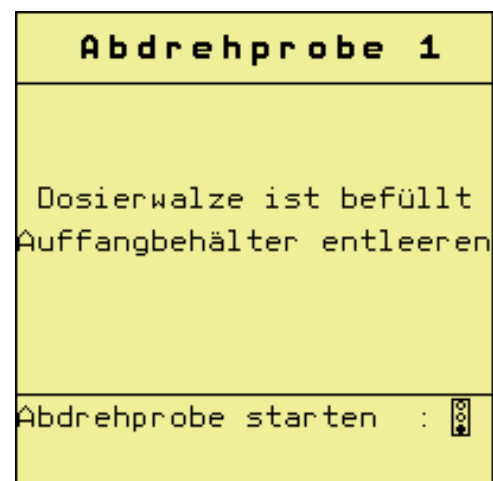 Abdrehprobe 1
Dosierwalze ist befüllt
Auffangbehälter entleeren
Abdrehprobe starten :